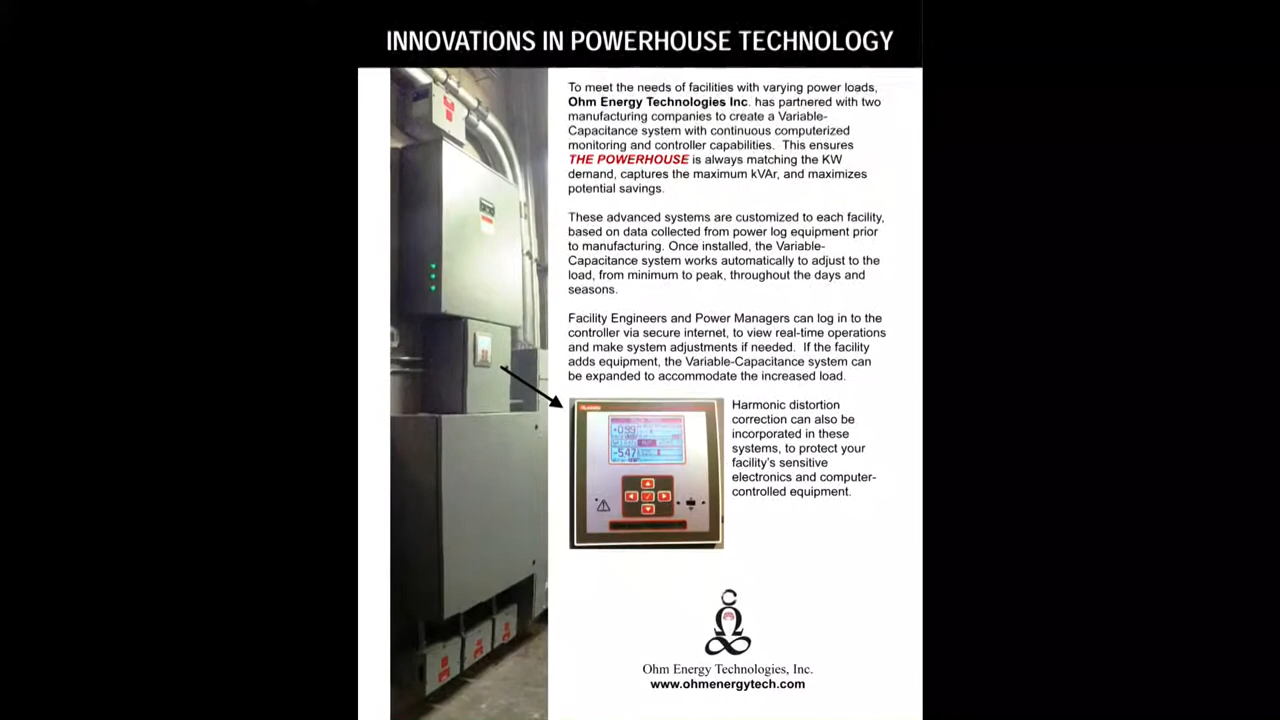 INNOVATIONS IN POWERHOUSE TECHNOLOGY
To meet the needs of facilities with varying power loads,
Ohm Energy Technologies Inc. has partnered with two
manufacturing companies to create a Variable-
Capacitance system with continuous computerized
monitoring and controller capabilities. This ensures
THE POWERHOUSE is always matching the KW
demand, captures the maximum kVAr, and maximizes
potential savings.
These advanced systems are customized to each facility,
based on data collected from power log equipment prior
to manufacturing. Once installed, the Variable-
Capacitance system works automatically to adjust to the
load, from minimum to peak, throughout the days and
seasons.
Facility Engineers and Power Managers can log in to the
controller via secure internet, to view real-time operations
and make system adjustments if needed. If the facility
adds equipment, the Variable-Capacitance system can
be expanded to accommodate the increased load.
Harmonic distortion
correction can also be
incorporated in these
systems, to protect your
facility's sensitive
electronics and computer-
controlled equipment.
Ohm Energy Technologies, Inc.
www.ohmenergytech.com